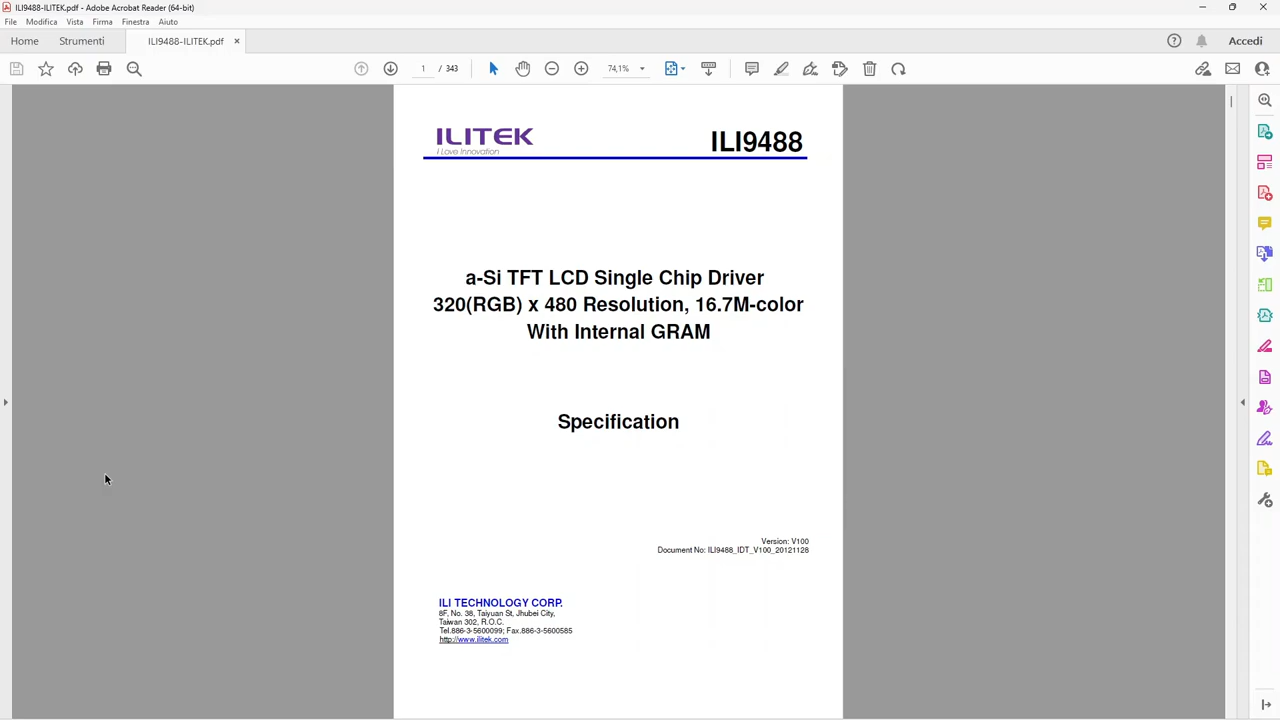 ILI9488-ILITEK.pdf - Adobe Acrobat Reader (64-bit)
File Modifica Vista Firma Finestra Aiuto
Home Strumenti ILI9488-ILITEK.pdf × Accedi
1 / 343 74,1%
ILITEK
I Love Innovation
ILI9488
a-Si TFT LCD Single Chip Driver
320(RGB) x 480 Resolution, 16.7M-color
With Internal GRAM
Specification
Version: V100
Document No: ILI9488_IDT_V100_20121128
ILI TECHNOLOGY CORP.
8F, No. 38, Taiyuan St, Jhubei City,
Taiwan 302, R.O.C.
Tel.886-3-5600099; Fax.886-3-5600585
http://www.ilitek.com